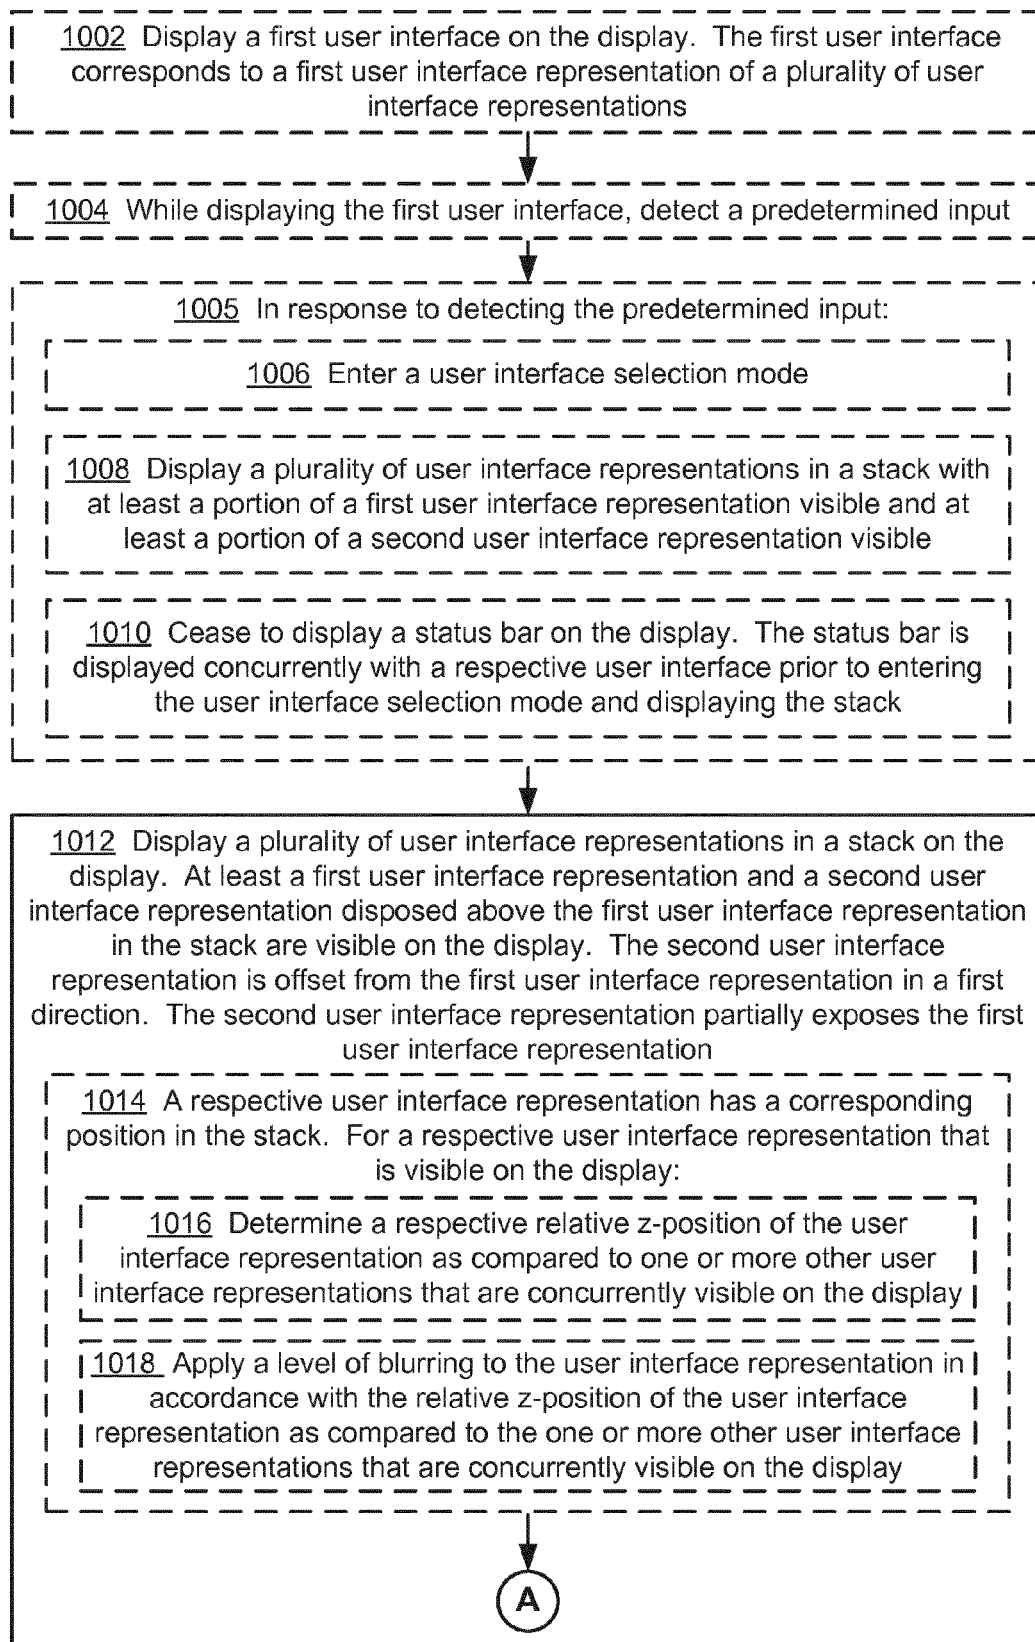 1002 Display a first user interface on the display. The first user interface
corresponds to a first user interface representation of a plurality of user
interface representations
1004 While displaying the first user interface, detect a predetermined input
1005 In response to detecting the predetermined input:
1006 Enter a user interface selection mode
1008 Display a plurality of user interface representations in a stack with
at least a portion of a first user interface representation visible and at
least a portion of a second user interface representation visible
1010 Cease to display a status bar on the display. The status bar is
displayed concurrently with a respective user interface prior to entering
the user interface selection mode and displaying the stack
1012 Display a plurality of user interface representations in a stack on the
display. At least a first user interface representation and a second user
interface representation disposed above the first user interface representation
in the stack are visible on the display. The second user interface
representation is offset from the first user interface representation in a first
direction. The second user interface representation partially exposes the first
user interface representation
1014 A respective user interface representation has a corresponding
position in the stack. For a respective user interface representation that
is visible on the display:
1016 Determine a respective relative z-position of the user
interface representation as compared to one or more other user
interface representations that are concurrently visible on the display
1018 Apply a level of blurring to the user interface representation in
accordance with the relative z-position of the user interface
representation as compared to the one or more other user interface
representations that are concurrently visible on the display
A